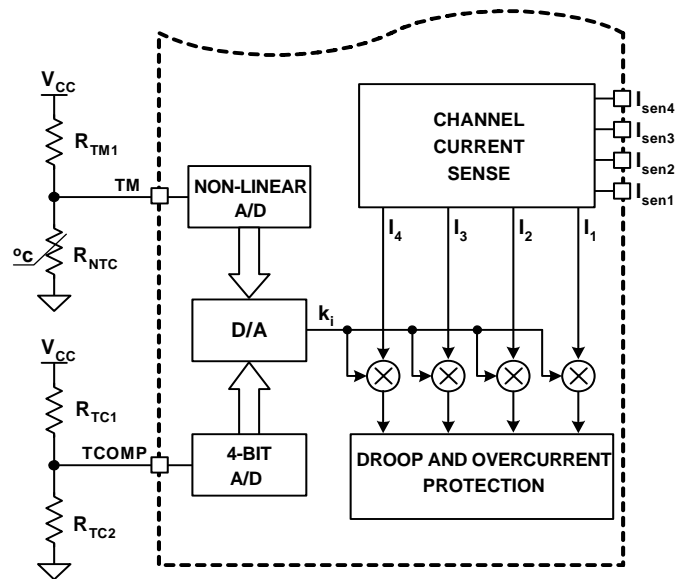 V_CC
R_TM1
TM
R_NTC
°c
V_CC
R_TC1
TCOMP
R_TC2
NON-LINEAR
A/D
D/A
4-BIT
A/D
k_i
CHANNEL
CURRENT
SENSE
I_sen4
I_sen3
I_sen2
I_sen1
I_4
I_3
I_2
I_1
DROOP AND OVERCURRENT
PROTECTION